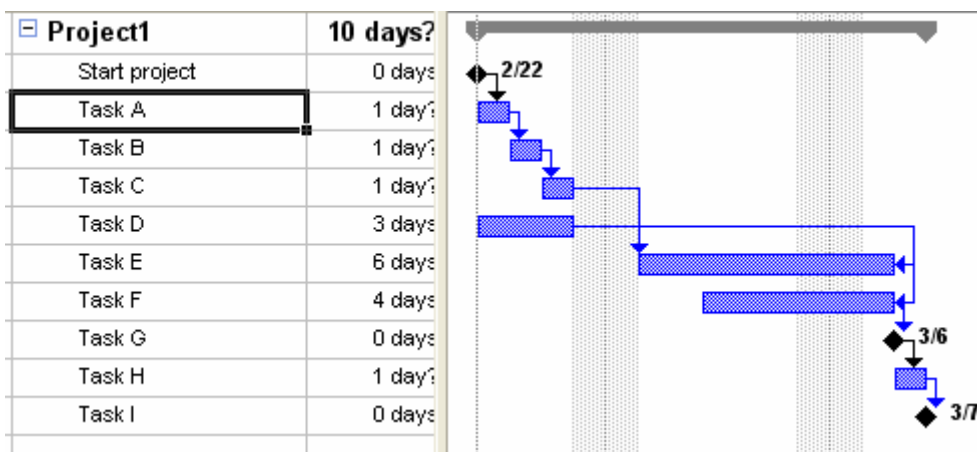 Project1 10 days?
Start project 0 days 2/22
Task A 1 day?
Task B 1 day?
Task C 1 day?
Task D 3 days
Task E 6 days
Task F 4 days
Task G 0 days 3/6
Task H 1 day?
Task I 0 days 3/7